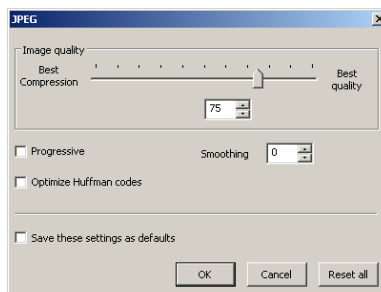 JPEG
Image quality
Best Compression
Best quality
75
Progressive
Smoothing 0
Optimize Huffman codes
Save these settings as defaults
OK Cancel Reset all